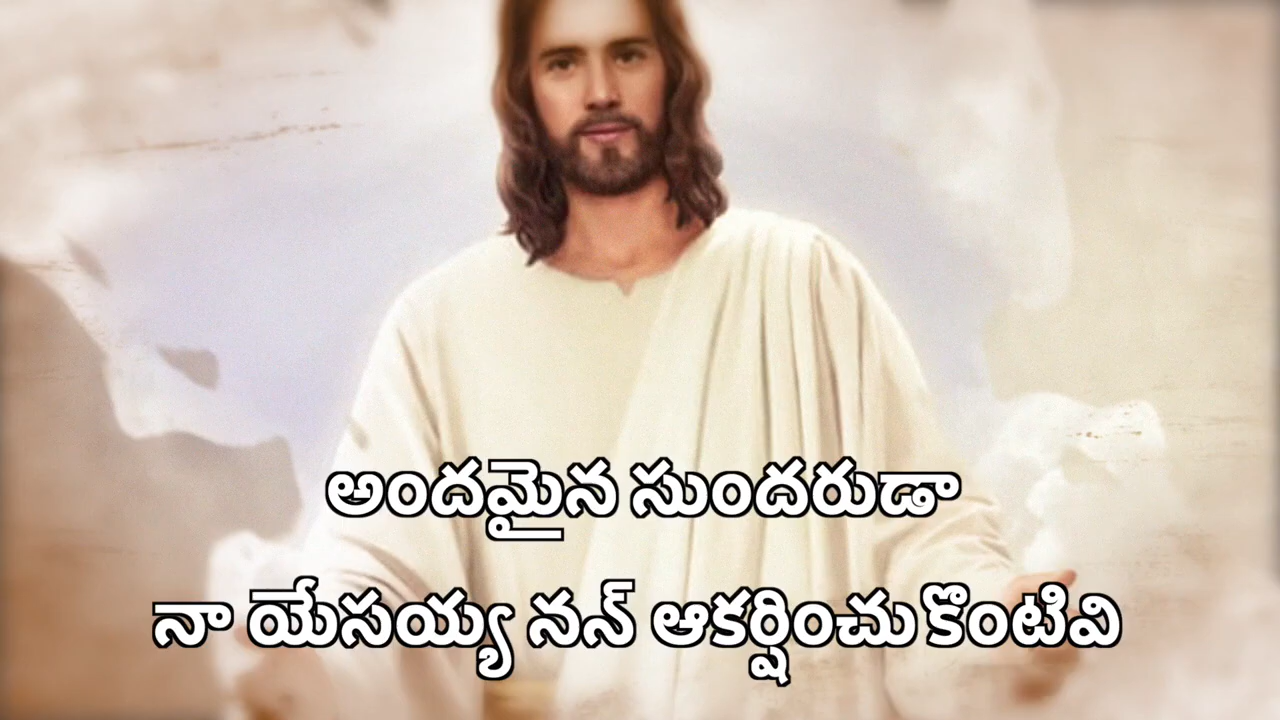 అందమైన సుందరుడా
నా యేసయ్య నన్ ఆకర్షించుకొంటివి